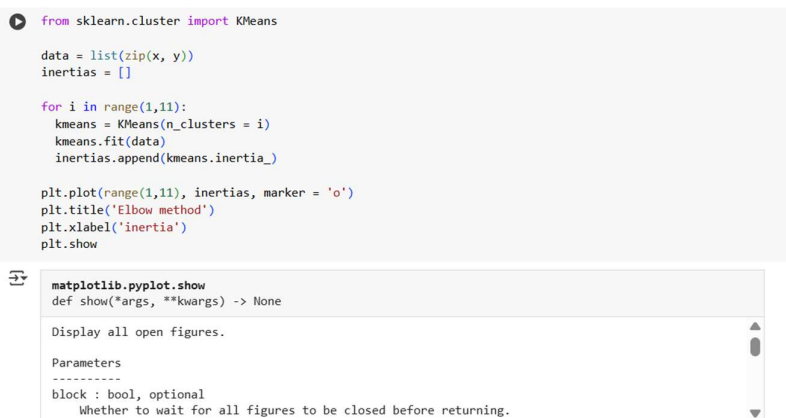 from sklearn.cluster import KMeans
data = list(zip(x, y))
inertias = []
for i in range(1,11):
  kmeans = KMeans(n_clusters = i)
  kmeans.fit(data)
  inertias.append(kmeans.inertia_)
plt.plot(range(1,11), inertias, marker = 'o')
plt.title('Elbow method')
plt.xlabel('inertia')
plt.show
matplotlib.pyplot.show
def show(*args, **kwargs) -> None
Display all open figures.
Parameters
----------
block : bool, optional
    Whether to wait for all figures to be closed before returning.